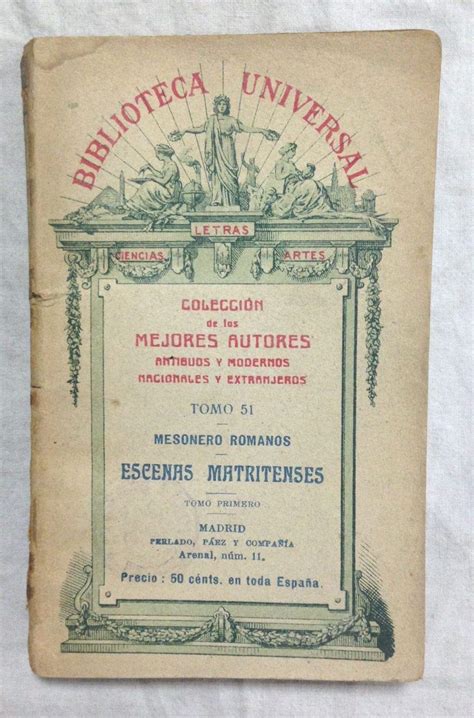 BIBLIOTECA UNIVERSAL
LETRAS
CIENCIAS
ARTES
COLECCIÓN
de los
MEJORES AUTORES
ANTIGUOS Y MODERNOS
NACIONALES Y EXTRANJEROS
TOMO 51
MESONERO ROMANOS
ESCENAS MATRITENSES
TOMO PRIMERO
MADRID
PERLADO, PÁEZ Y COMPAÑÍA
Arenal, núm. 11.
Precio : 50 cénts. en toda España.